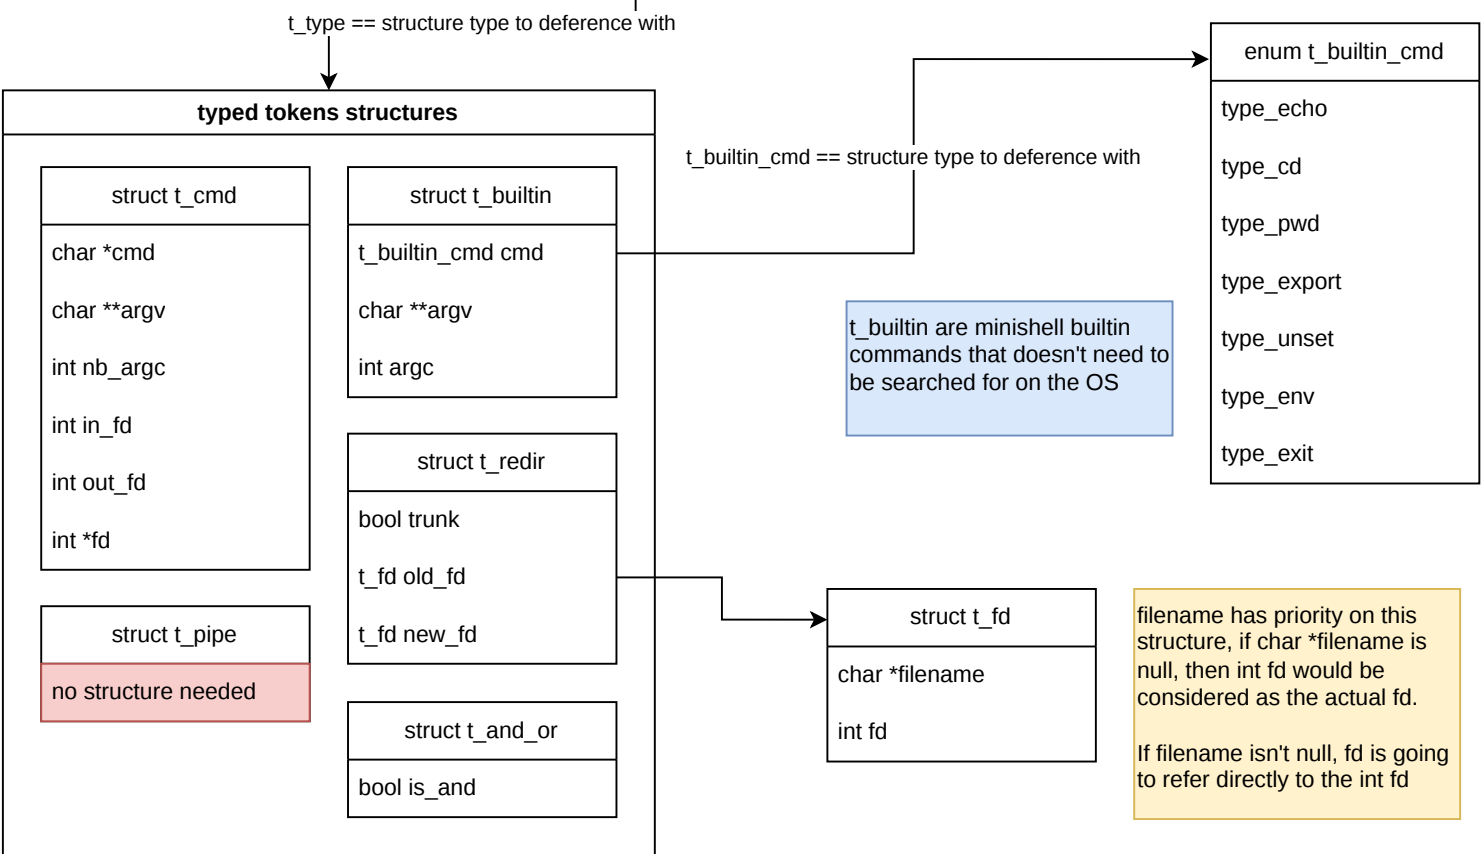 t_type == structure type to deference with
typed tokens structures
struct t_cmd
char *cmd
char **argv
int nb_argc
int in_fd
int out_fd
int *fd
struct t_pipe
no structure needed
struct t_builtin
t_builtin_cmd cmd
char **argv
int argc
struct t_redir
bool trunk
t_fd old_fd
t_fd new_fd
struct t_and_or
bool is_and
t_builtin_cmd == structure type to deference with
t_builtin are minishell builtin
commands that doesn't need to
be searched for on the OS
struct t_fd
char *filename
int fd
enum t_builtin_cmd
type_echo
type_cd
type_pwd
type_export
type_unset
type_env
type_exit
filename has priority on this
structure, if char *filename is
null, then int fd would be
considered as the actual fd.
If filename isn't null, fd is going
to refer directly to the int fd